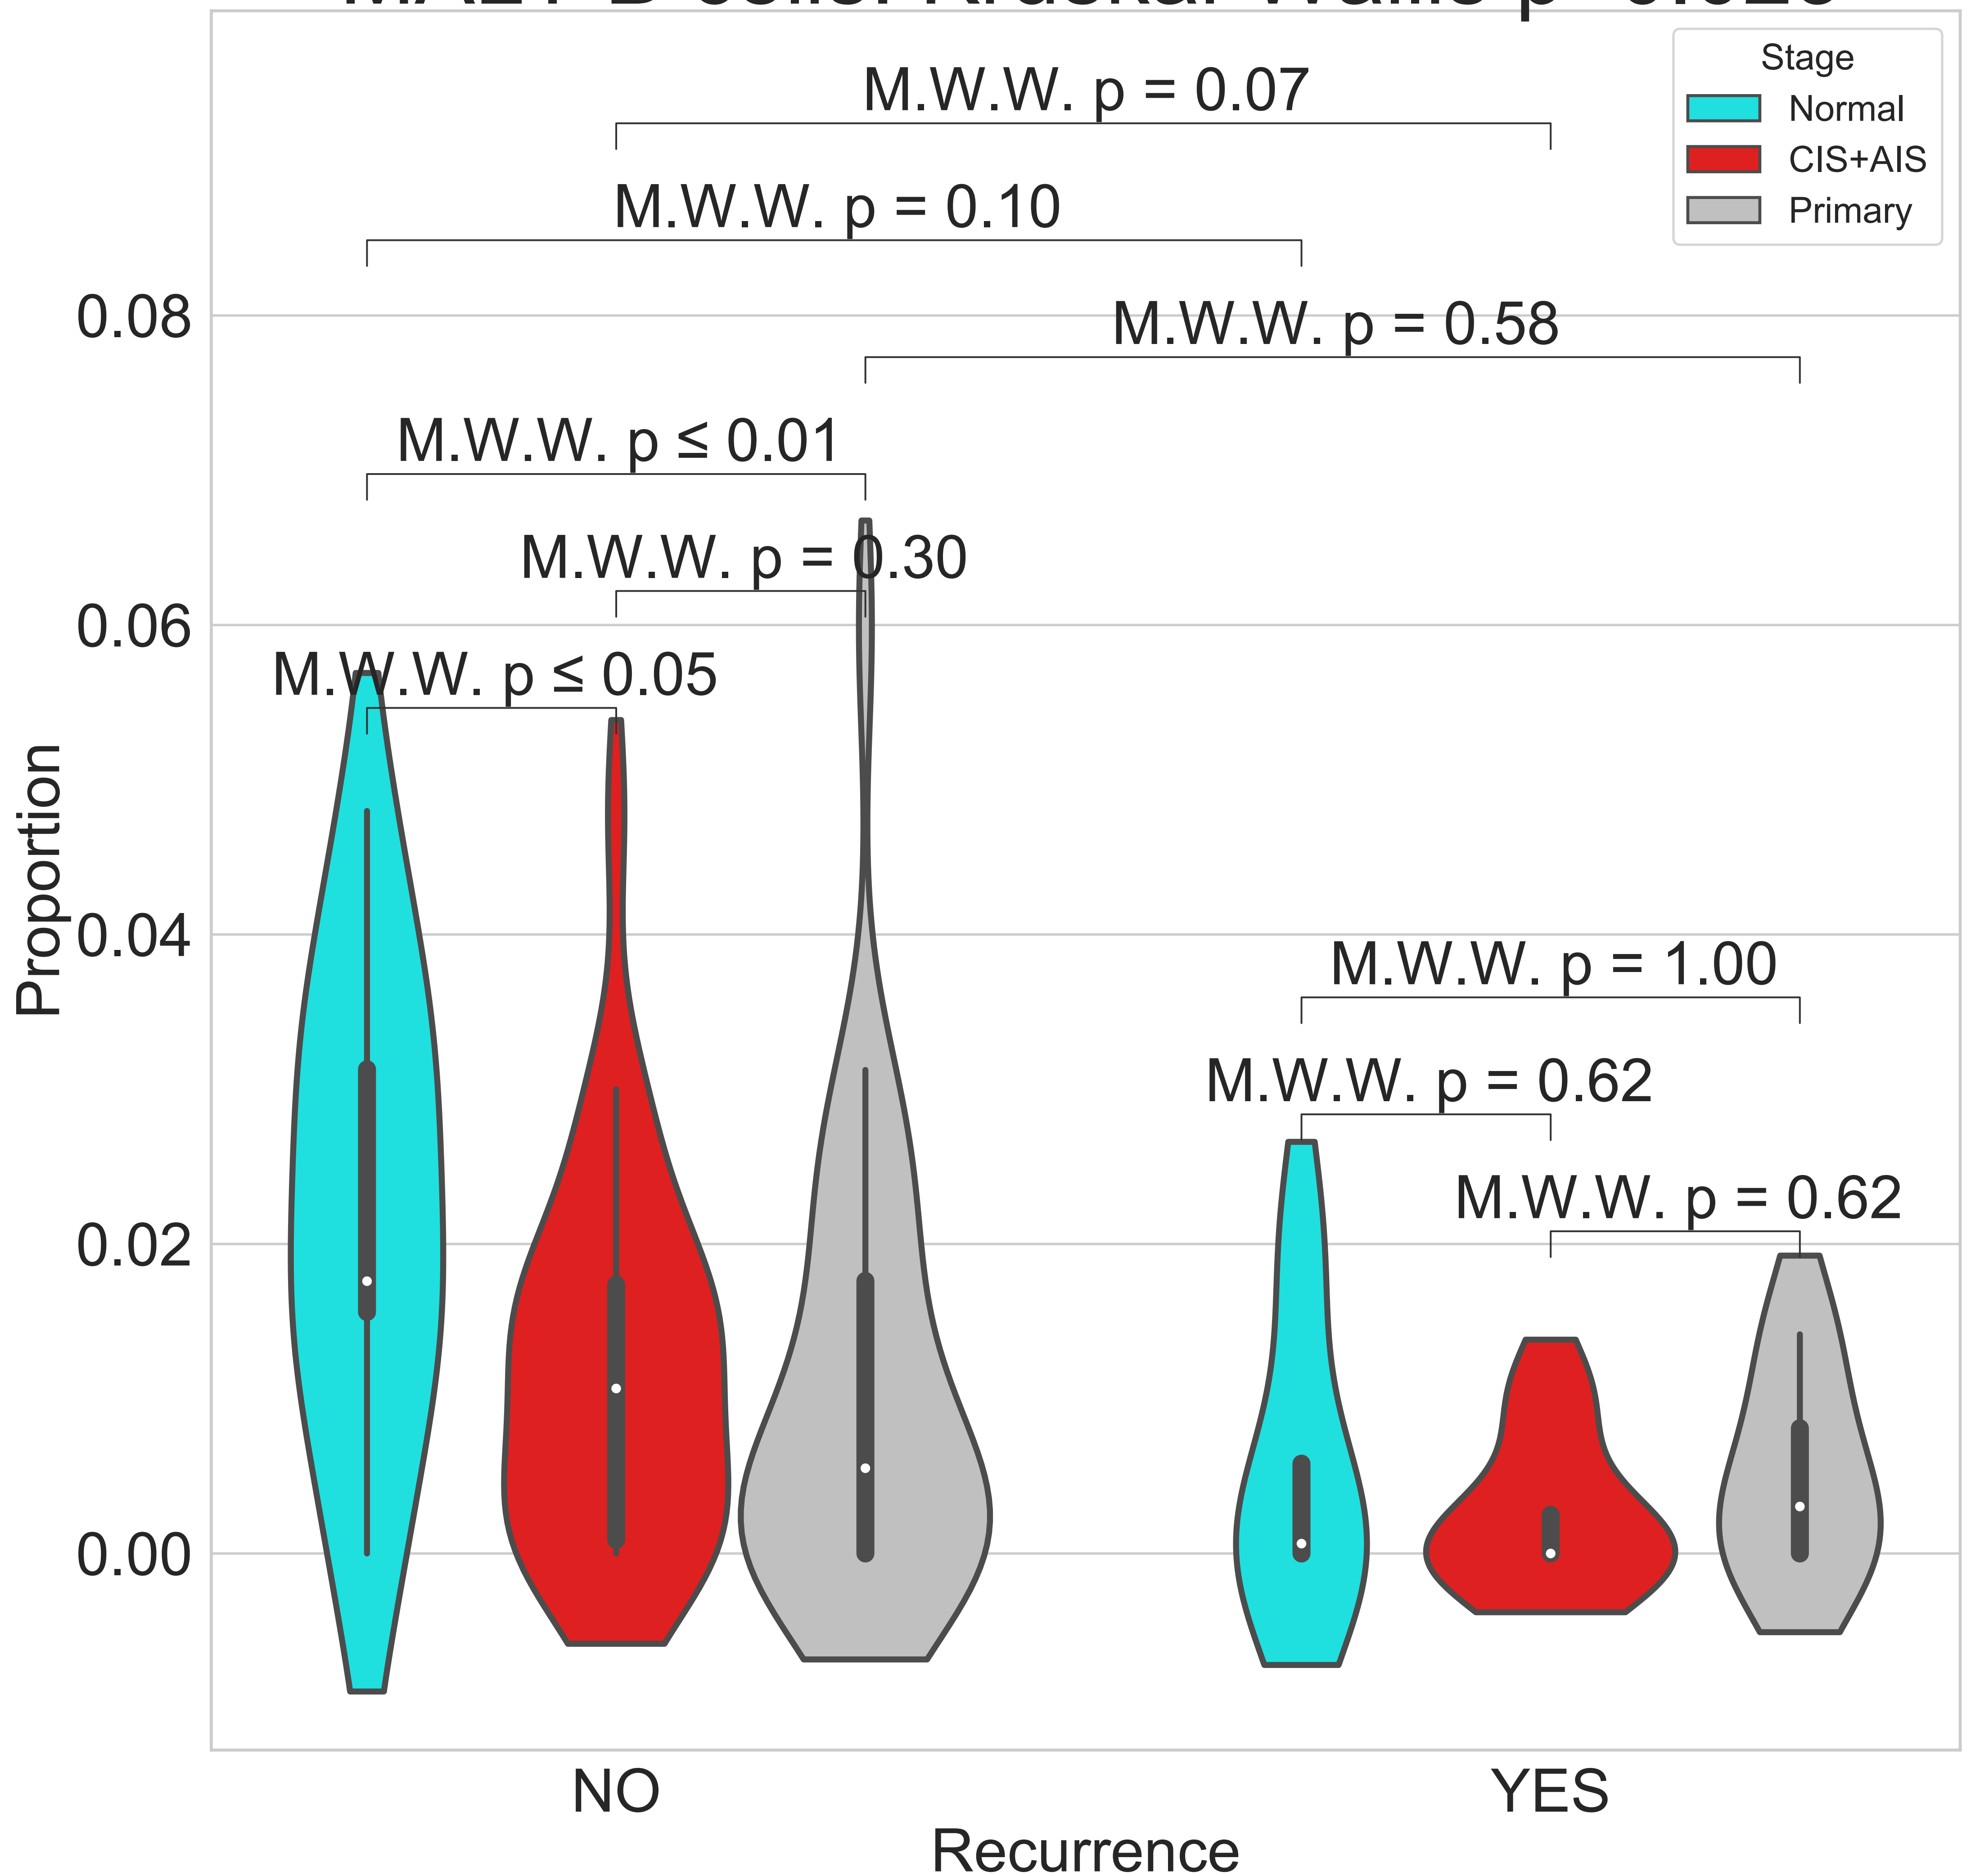 Stage
Normal
CIS+AIS
Primary
M.W.W. p = 0.07
M.W.W. p = 0.10
M.W.W. p = 0.58
M.W.W. p ≤ 0.01
M.W.W. p = 0.30
M.W.W. p ≤ 0.05
M.W.W. p = 1.00
M.W.W. p = 0.62
M.W.W. p = 0.62
0.08
0.06
0.04
0.02
0.00
Proportion
NO
YES
Recurrence